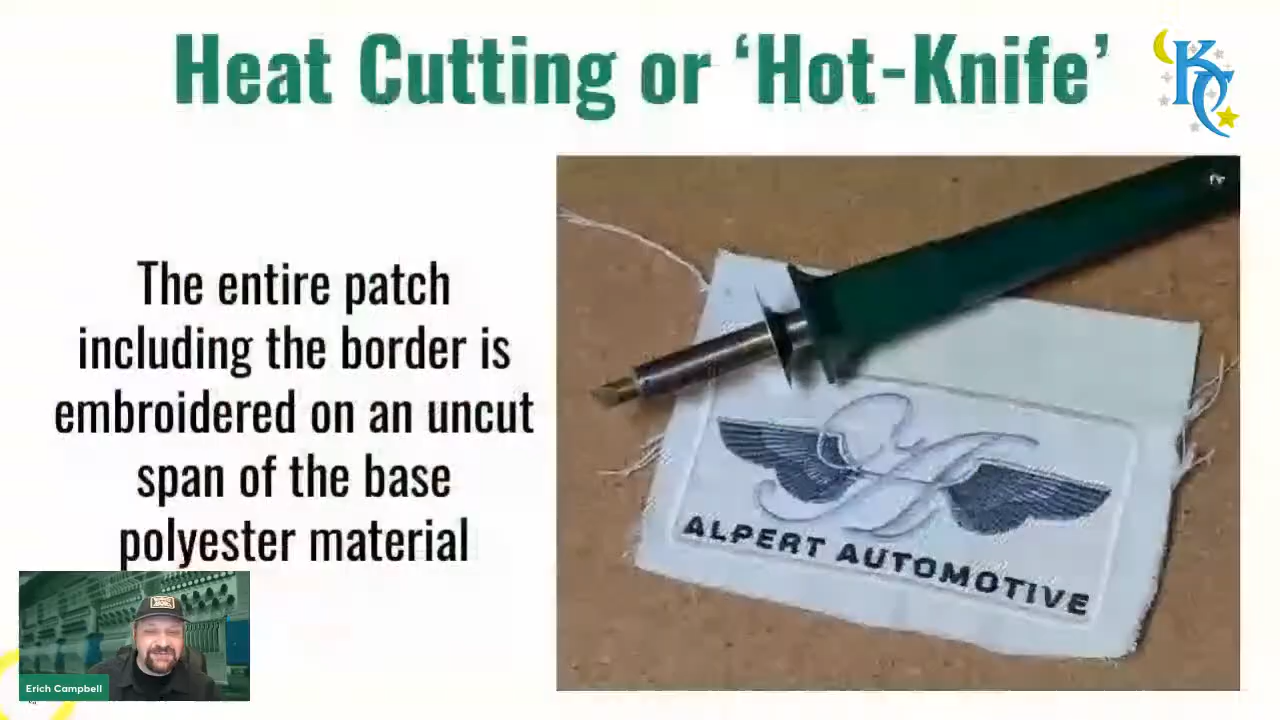 Heat Cutting or ‘Hot-Knife’
KC
The entire patch
including the border is
embroidered on an uncut
span of the base
polyester material
ALPERT AUTOMOTIVE
Erich Campbell